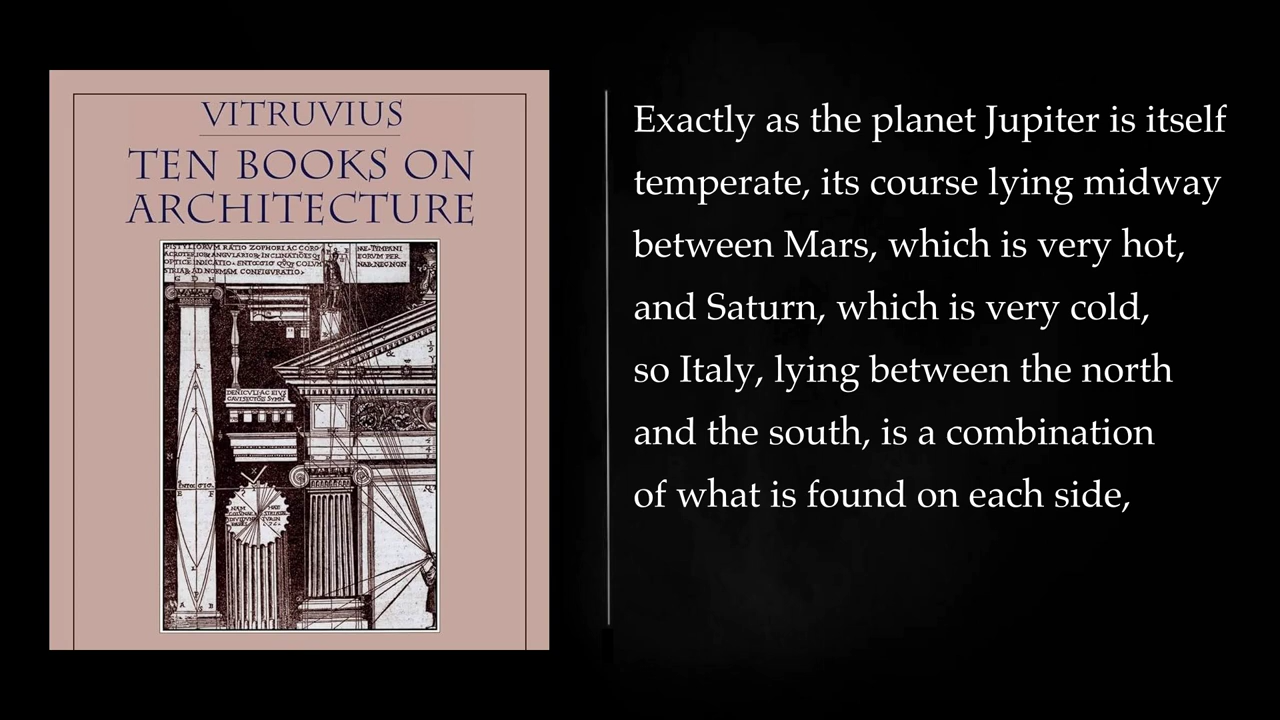 VITRUVIUS
TEN BOOKS ON
ARCHITECTURE
Exactly as the planet Jupiter is itself
temperate, its course lying midway
between Mars, which is very hot,
and Saturn, which is very cold,
so Italy, lying between the north
and the south, is a combination
of what is found on each side,